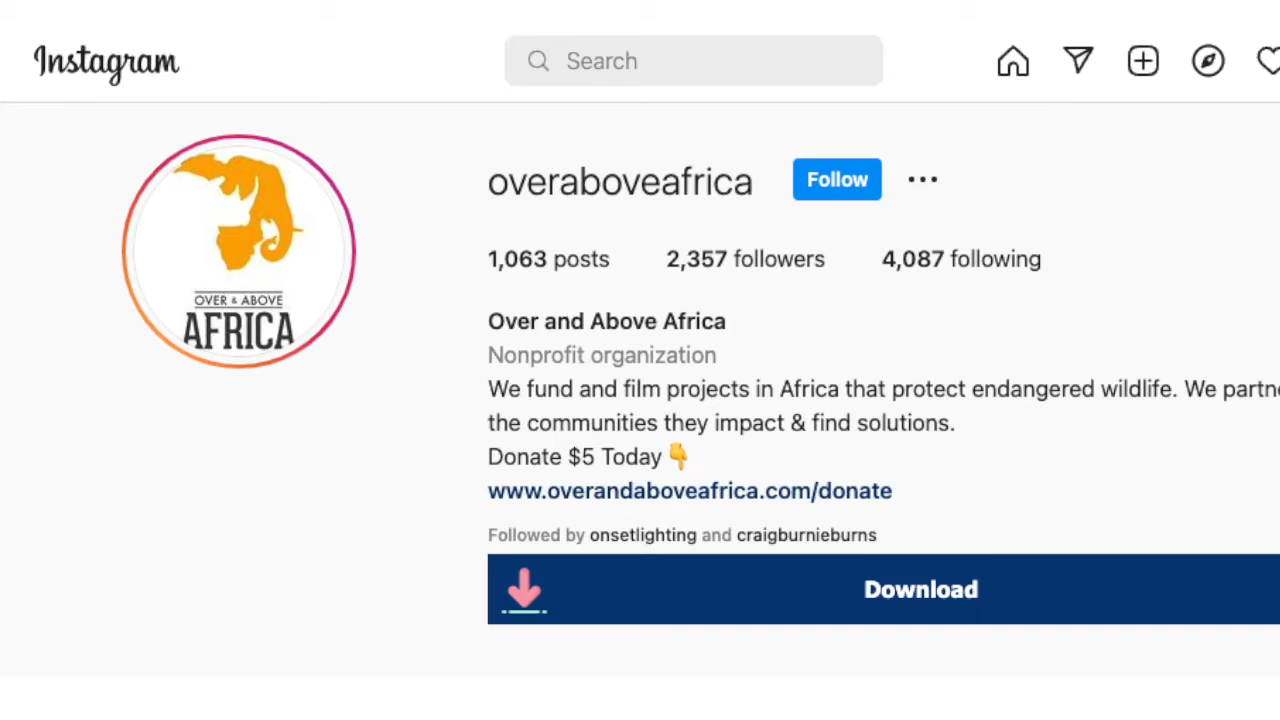 Instagram
Search
OVER & ABOVE
AFRICA
overaboveafrica
Follow
1,063 posts 2,357 followers 4,087 following
Over and Above Africa
Nonprofit organization
We fund and film projects in Africa that protect endangered wildlife. We partne
the communities they impact & find solutions.
Donate $5 Today 👇
www.overandaboveafrica.com/donate
Followed by onsetlighting and craigburnieburns
Download